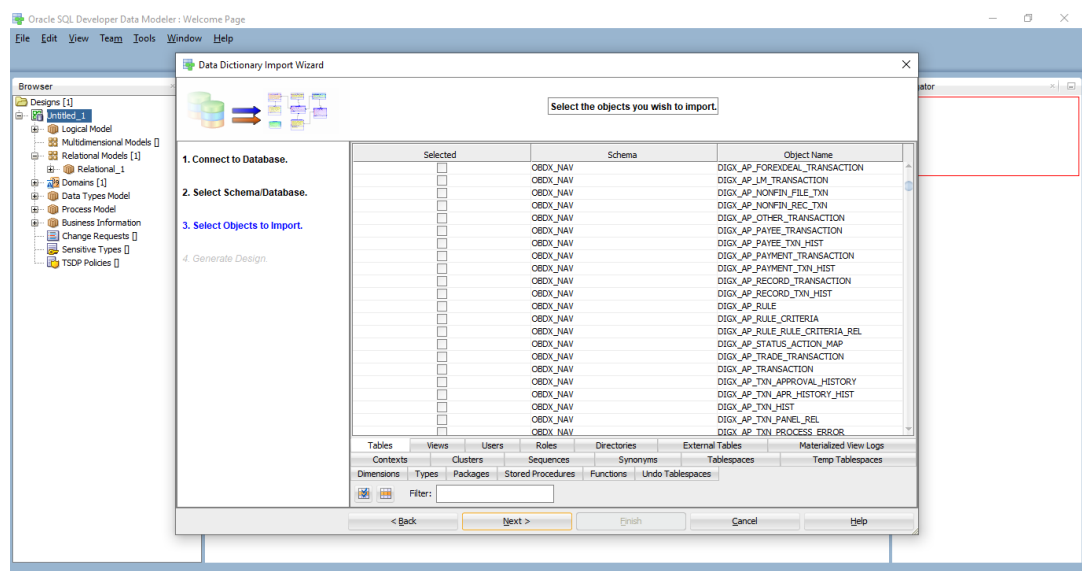 Oracle SQL Developer Data Modeler : Welcome Page
File Edit View Team Tools Window Help
Browser
Designs [1]
Untitled_1
Logical Model
Multidimensional Models []
Relational Models [1]
Relational_1
Domains [1]
Data Types Model
Process Model
Business Information
Change Requests []
Sensitive Types []
TSDP Policies []
Data Dictionary Import Wizard
Select the objects you wish to import.
1. Connect to Database.
2. Select Schema/Database.
3. Select Objects to Import.
4. Generate Design.
Selected Schema Object Name
OBDX_NAV DIGX_AP_FOREXDEAL_TRANSACTION
OBDX_NAV DIGX_AP_LM_TRANSACTION
OBDX_NAV DIGX_AP_NONFIN_FILE_TXN
OBDX_NAV DIGX_AP_NONFIN_REC_TXN
OBDX_NAV DIGX_AP_OTHER_TRANSACTION
OBDX_NAV DIGX_AP_PAYEE_TRANSACTION
OBDX_NAV DIGX_AP_PAYEE_TXN_HIST
OBDX_NAV DIGX_AP_PAYMENT_TRANSACTION
OBDX_NAV DIGX_AP_PAYMENT_TXN_HIST
OBDX_NAV DIGX_AP_RECORD_TRANSACTION
OBDX_NAV DIGX_AP_RECORD_TXN_HIST
OBDX_NAV DIGX_AP_RULE
OBDX_NAV DIGX_AP_RULE_CRITERIA
OBDX_NAV DIGX_AP_RULE_RULE_CRITERIA_REL
OBDX_NAV DIGX_AP_STATUS_ACTION_MAP
OBDX_NAV DIGX_AP_TRADE_TRANSACTION
OBDX_NAV DIGX_AP_TRANSACTION
OBDX_NAV DIGX_AP_TXN_APPROVAL_HISTORY
OBDX_NAV DIGX_AP_TXN_APR_HISTORY_HIST
OBDX_NAV DIGX_AP_TXN_HIST
OBDX_NAV DIGX_AP_TXN_PANEL_REL
OBDX_NAV DIGX_AP_TXN_PROCESS_ERROR
Tables Views Users Roles Directories External Tables Materialized View Logs
Contexts Clusters Sequences Synonyms Tablespaces Temp Tablespaces
Dimensions Types Packages Stored Procedures Functions Undo Tablespaces
Filter:
< Back Next > Finish Cancel Help
ator